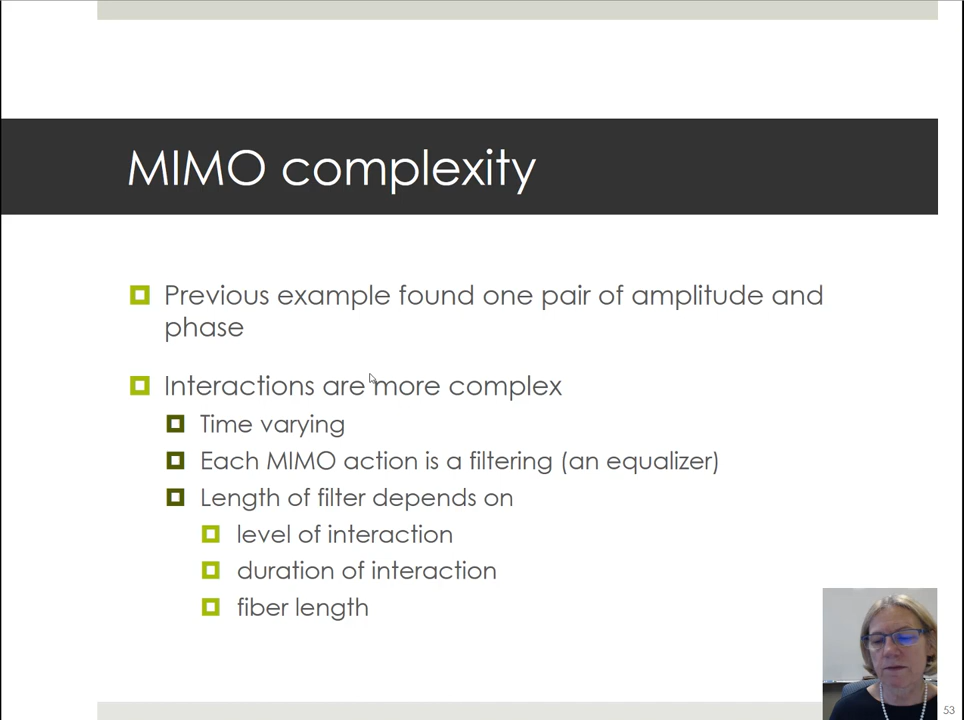 MIMO complexity
Previous example found one pair of amplitude and
phase
Interactions are more complex
Time varying
Each MIMO action is a filtering (an equalizer)
Length of filter depends on
level of interaction
duration of interaction
fiber length
53